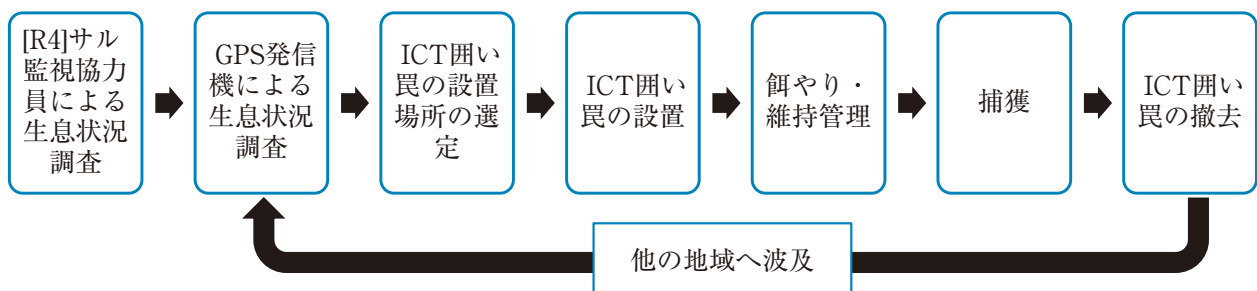 [R4]サル
監視協力
員による
生息状況
調査
GPS発信
機による
生息状況
調査
ICT囲い
罠の設置
場所の選
定
ICT囲い
罠の設置
餌やり・
維持管理
捕獲
ICT囲い
罠の撤去
他の地域へ波及